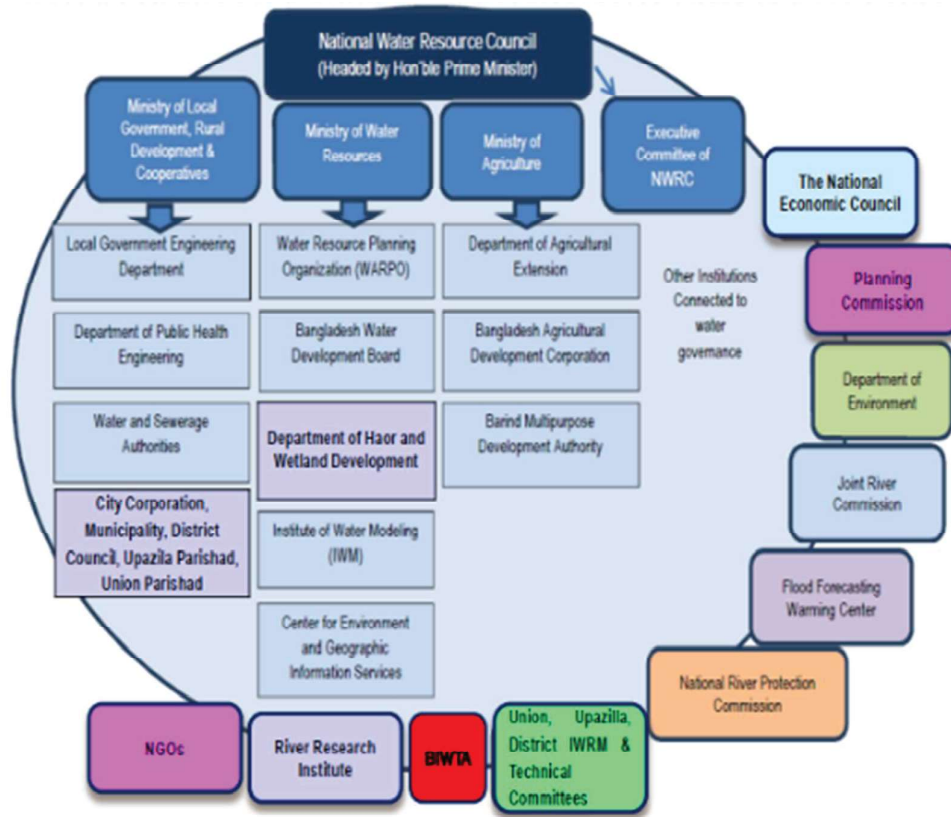 National Water Resource Council
(Headed by Hon'ble Prime Minister)
Ministry of Local
Government, Rural
Development &
Cooperatives
Ministry of Water
Resources
Ministry of
Agriculture
Executive
Committee of
NWRC
The National
Economic Council
Local Government Engineering
Department
Water Resource Planning
Organization (WARPO)
Department of Agricultural
Extension
Other Institutions
Connected to
water
governance
Planning
Commission
Department of Public Health
Engineering
Bangladesh Water
Development Board
Bangladesh Agricultural
Development Corporation
Department of
Environment
Water and Sewerage
Authorities
Department of Haor and
Wetland Development
Barind Multipurpose
Development Authority
Joint River
Commission
City Corporation,
Municipality, District
Council, Upazila Parishad,
Union Parishad
Institute of Water Modeling
(IWM)
Flood Forecasting
Warning Center
Center for Environment
and Geographic
Information Services
National River Protection
Commission
NGOs
River Research
Institute
BIWTA
Union, Upazilla,
District IWRM &
Technical
Committees